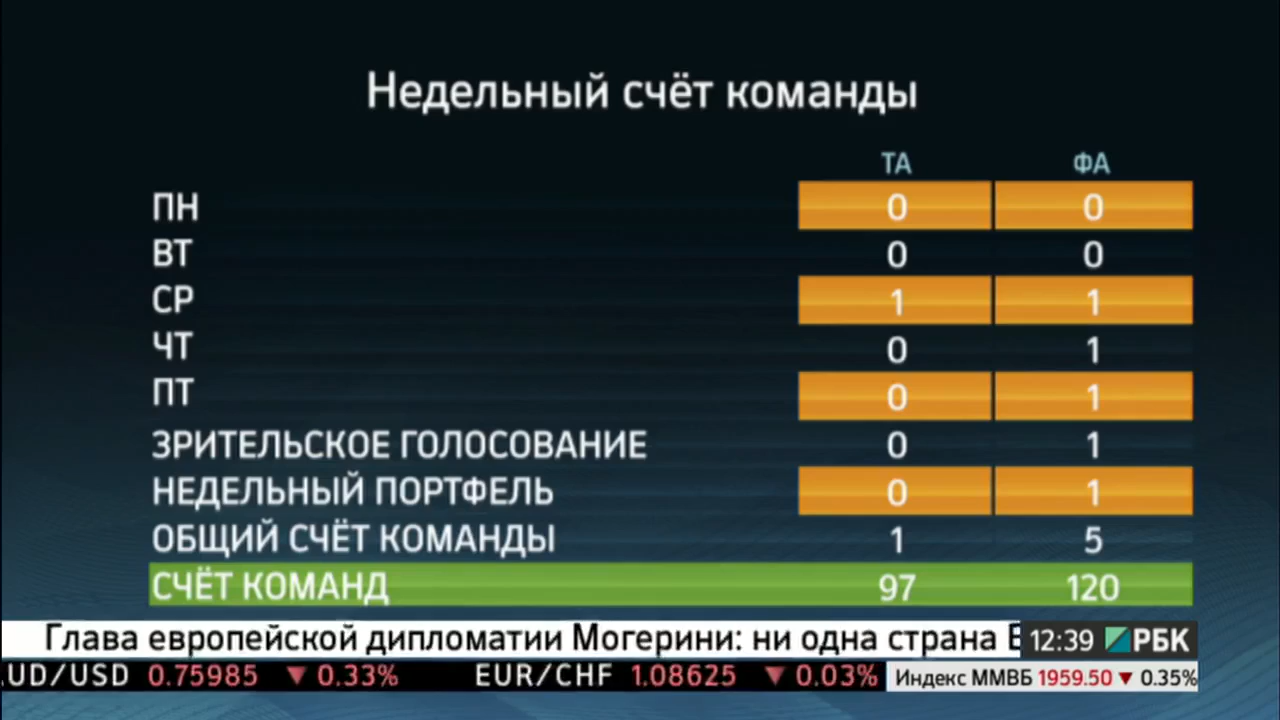 Недельный счёт команды
ТА ФА
ПН 0 0
ВТ 0 0
СР 1 1
ЧТ 0 1
ПТ 0 1
ЗРИТЕЛЬСКОЕ ГОЛОСОВАНИЕ 0 1
НЕДЕЛЬНЫЙ ПОРТФЕЛЬ 0 1
ОБЩИЙ СЧЁТ КОМАНДЫ 1 5
СЧЁТ КОМАНД 97 120
Глава европейской дипломатии Могерини: ни одна страна 12:39 РБК
UD/USD 0.75985 ▼ 0.33% EUR/CHF 1.08625 ▼ 0.03% Индекс ММВБ 1959.50 ▼ 0.35%